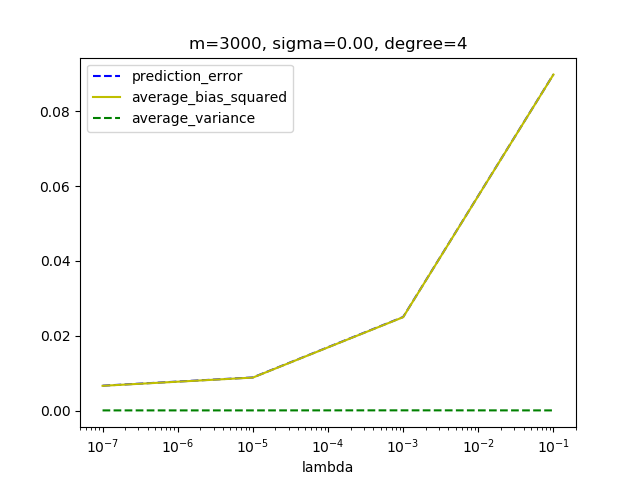 m=3000, sigma=0.00, degree=4
prediction_error
average_bias_squared
average_variance
0.08
0.06
0.04
0.02
0.00
10⁻⁷ 10⁻⁶ 10⁻⁵ 10⁻⁴ 10⁻³ 10⁻² 10⁻¹
lambda